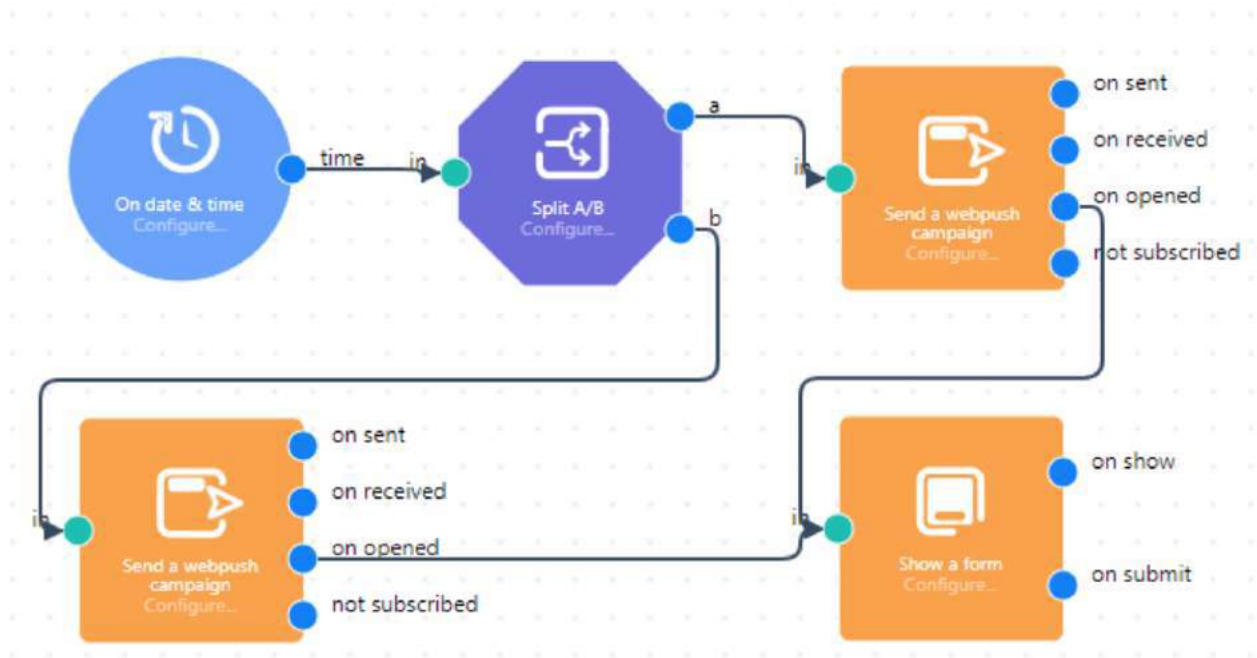 on sent
a
on received
time
in
in
on opened
On date & time
Configure...
Split A/B
Configure...
b
Send a webpush
campaign
Configure...
not subscribed
on sent
on received
in
on opened
Send a webpush
campaign
Configure...
not subscribed
on show
in
Show a form
Configure...
on submit